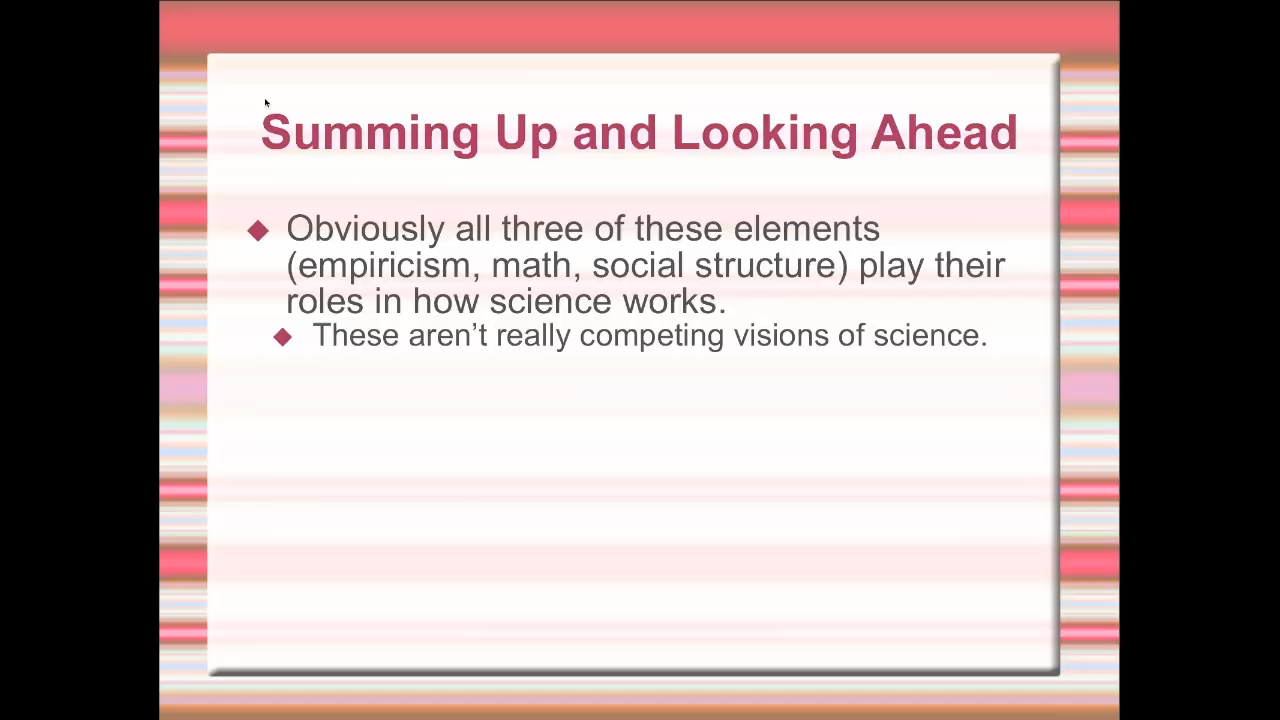 Summing Up and Looking Ahead
Obviously all three of these elements
(empiricism, math, social structure) play their
roles in how science works.
These aren’t really competing visions of science.